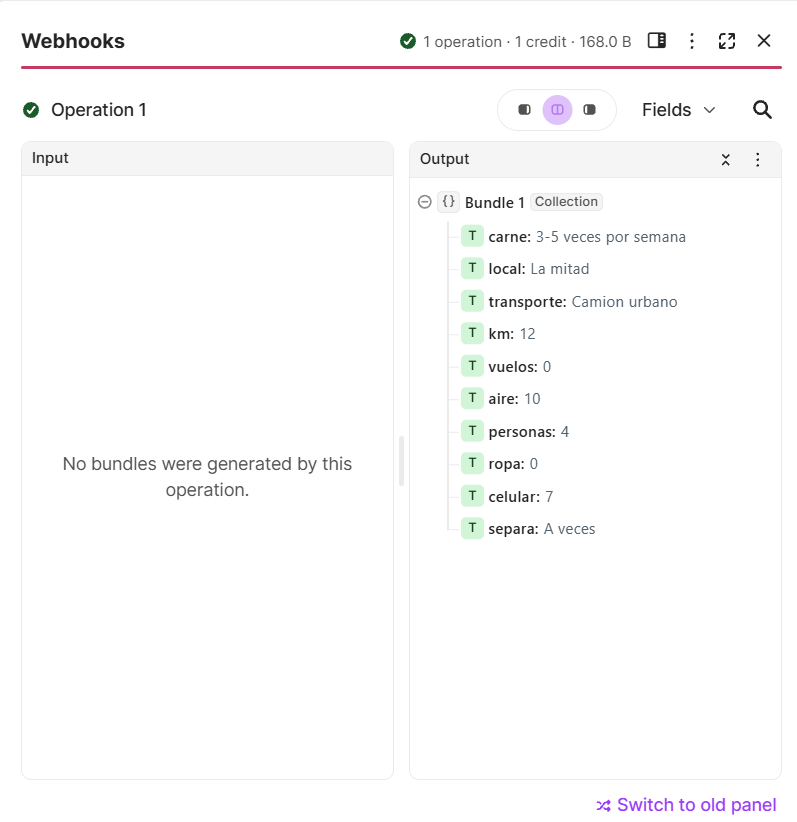 Webhooks
1 operation · 1 credit · 168.0 B
Operation 1
Fields
Input
No bundles were generated by this
operation.
Output
{} Bundle 1 Collection
T carne: 3-5 veces por semana
T local: La mitad
T transporte: Camion urbano
T km: 12
T vuelos: 0
T aire: 10
T personas: 4
T ropa: 0
T celular: 7
T separa: A veces
Switch to old panel